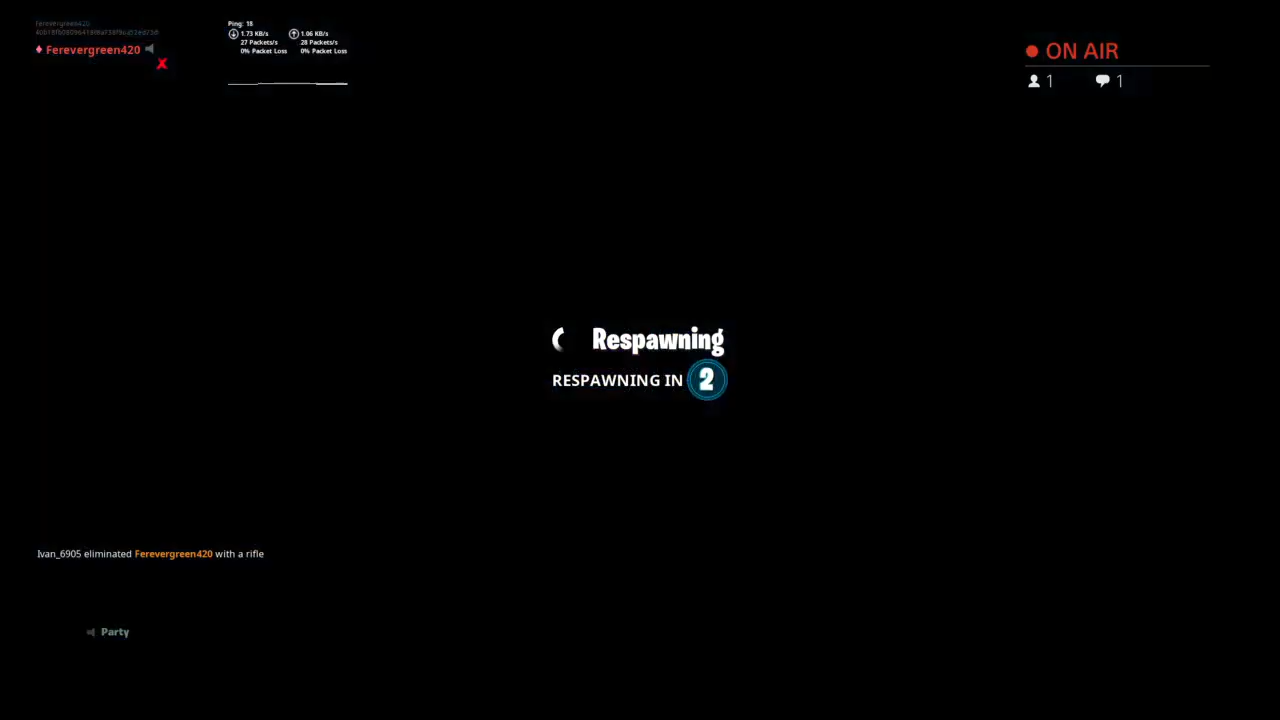 Ferevergreen420
Ferevergreen420
Ping: 18
1.73 KB/s
27 Packets/s
0% Packet Loss
1.06 KB/s
28 Packets/s
0% Packet Loss
ON AIR
1
1
Respawning
RESPAWNING IN 2
Ivan_6905 eliminated Ferevergreen420 with a rifle
Party